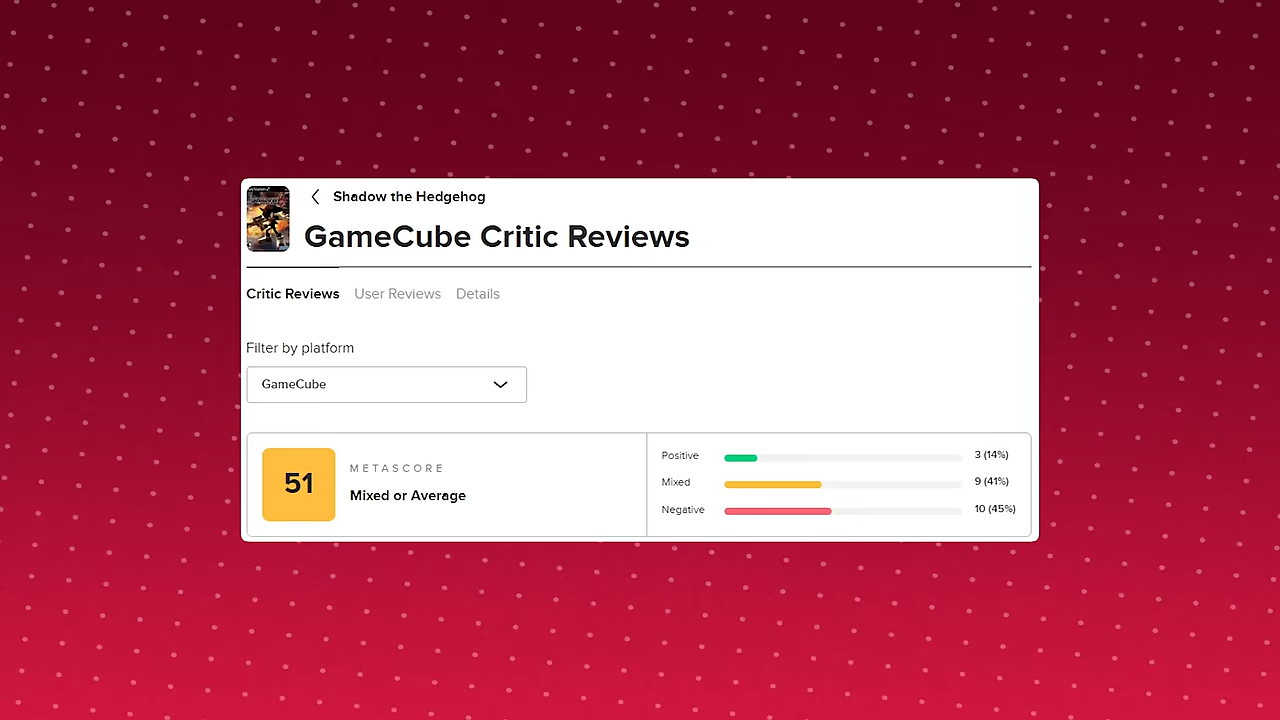 Shadow the Hedgehog
GameCube Critic Reviews
Critic Reviews User Reviews Details
Filter by platform
GameCube
51
METASCORE
Mixed or Average
Positive 3 (14%)
Mixed 9 (41%)
Negative 10 (45%)